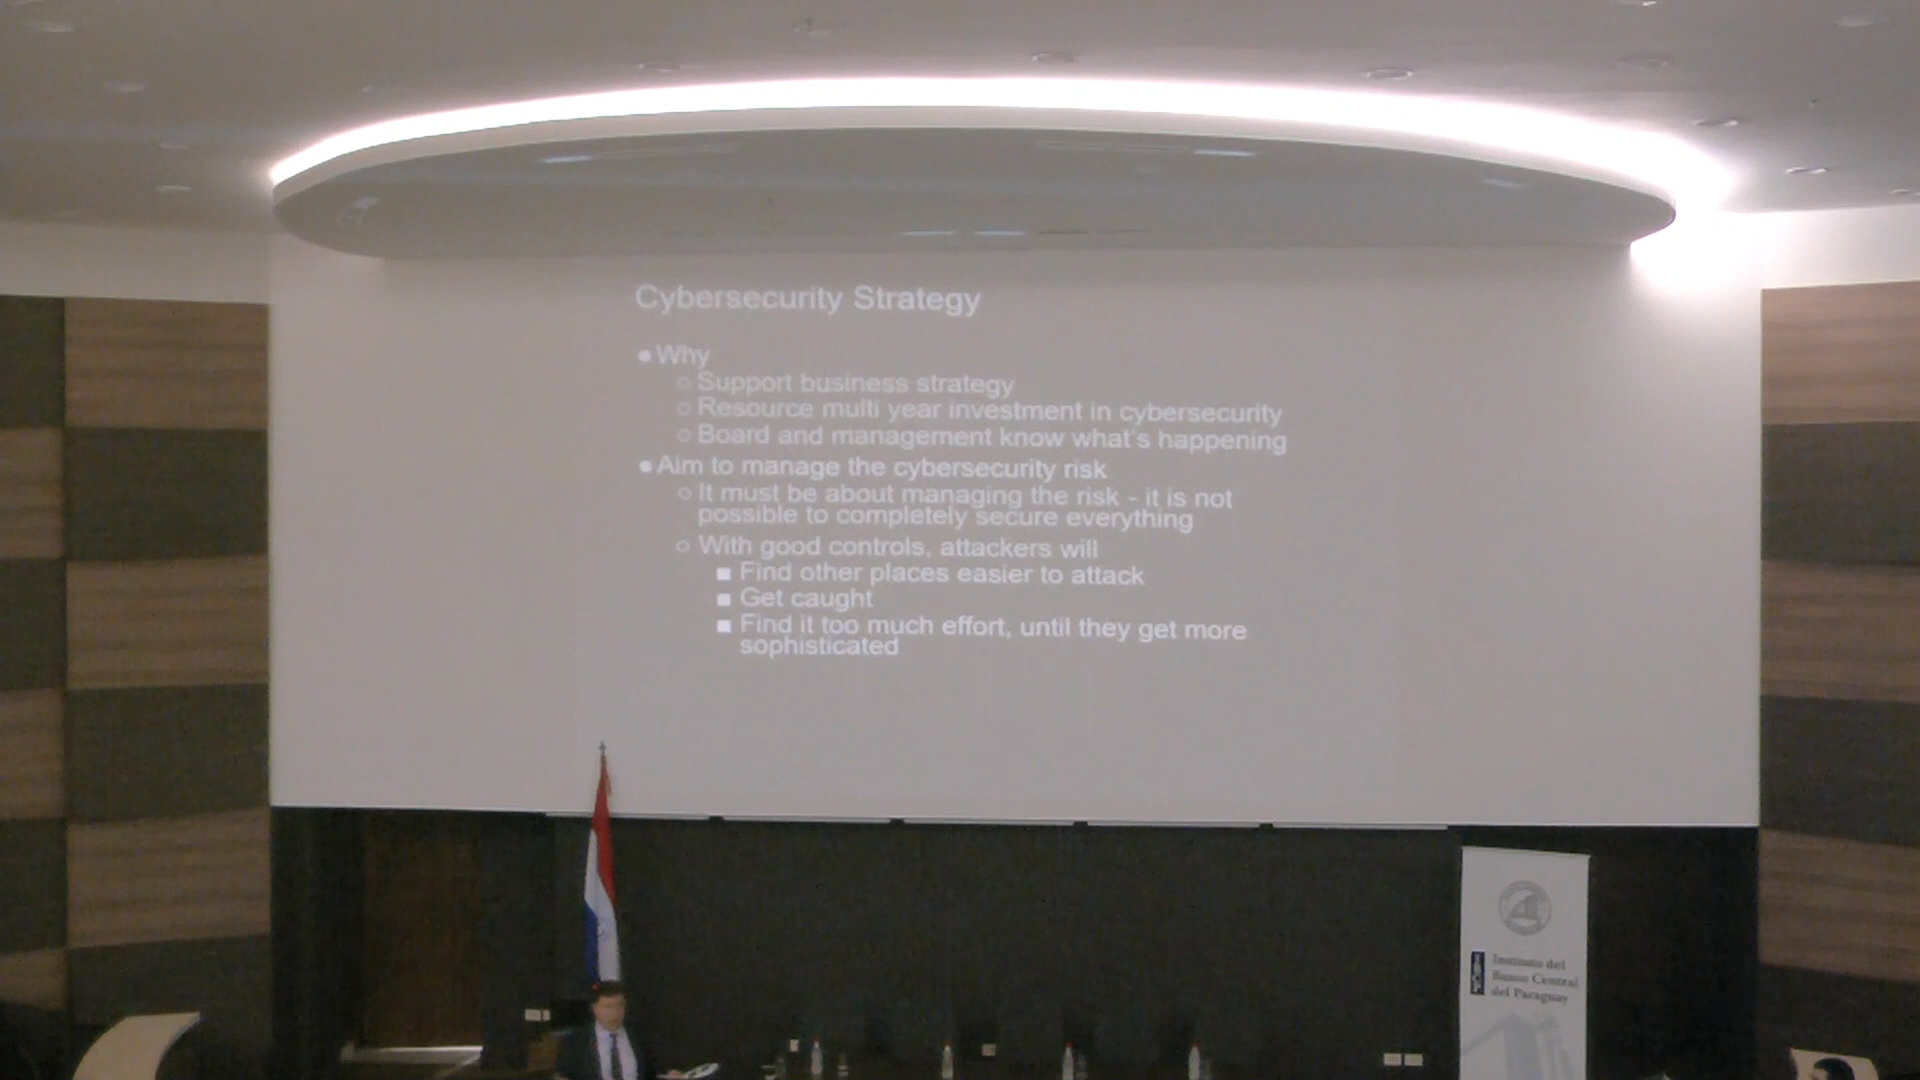 Cybersecurity Strategy
● Why
○ Support business strategy
○ Resource multi year investment in cybersecurity
○ Board and management know what's happening
● Aim to manage the cybersecurity risk
○ It must be about managing the risk - it is not
possible to completely secure everything
○ With good controls, attackers will
■ Find other places easier to attack
■ Get caught
■ Find it too much effort, until they get more
sophisticated
Instituto del
Banco Central
del Paraguay